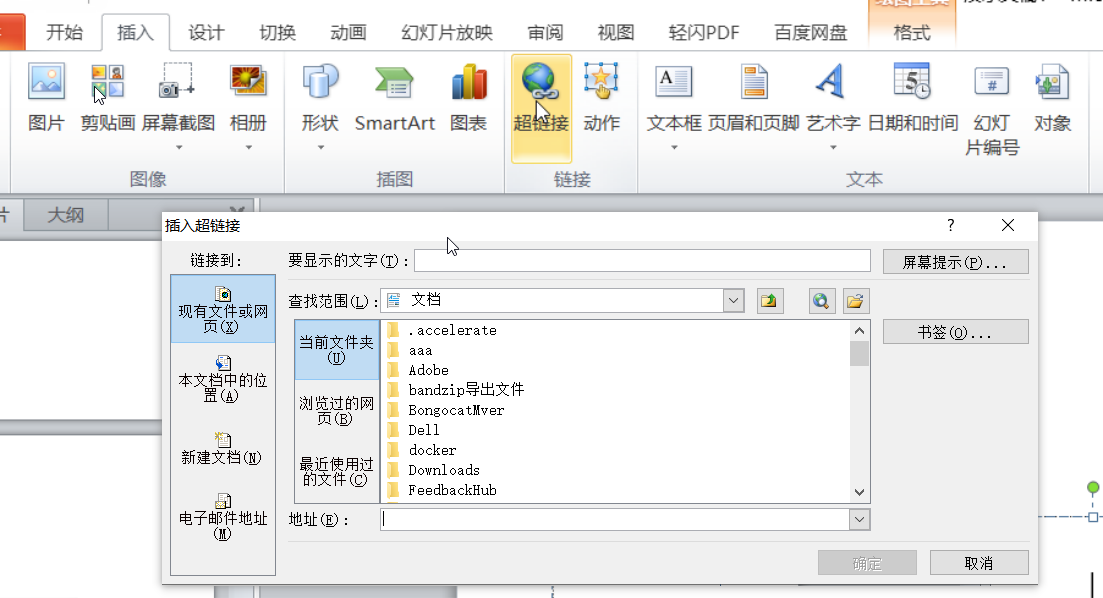 开始 插入 设计 切换 动画 幻灯片放映 审阅 视图 轻闪PDF 百度网盘 格式
图片 剪贴画 屏幕截图 相册 形状 SmartArt 图表 超链接 动作 文本框 页眉和页脚 艺术字 日期和时间 幻灯片编号 对象
图像 插图 链接 文本
片 大纲
插入超链接 ?
链接到: 要显示的文字(T): 屏幕提示(P)...
现有文件或网
页(X)
本文档中的位
置(A)
新建文档(N)
电子邮件地址
(M)
查找范围(L): 文档
当前文件夹
(U)
浏览过的网
页(B)
最近使用过
的文件(C)
.accelerate
aaa
Adobe
bandzip导出文件
BongocatMver
Dell
docker
Downloads
FeedbackHub
书签(O)...
地址(E):
确定 取消